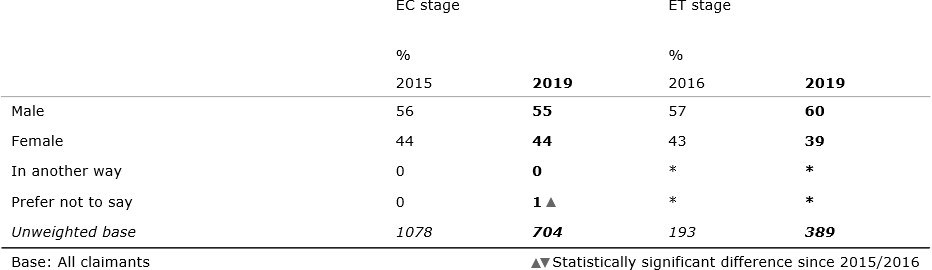 EC stage ET stage
% %
2015 2019 2016 2019
Male 56 55 57 60
Female 44 44 43 39
In another way 0 0 * *
Prefer not to say 0 1▲ * *
Unweighted base 1078 704 193 389
Base: All claimants ▲▼Statistically significant difference since 2015/2016